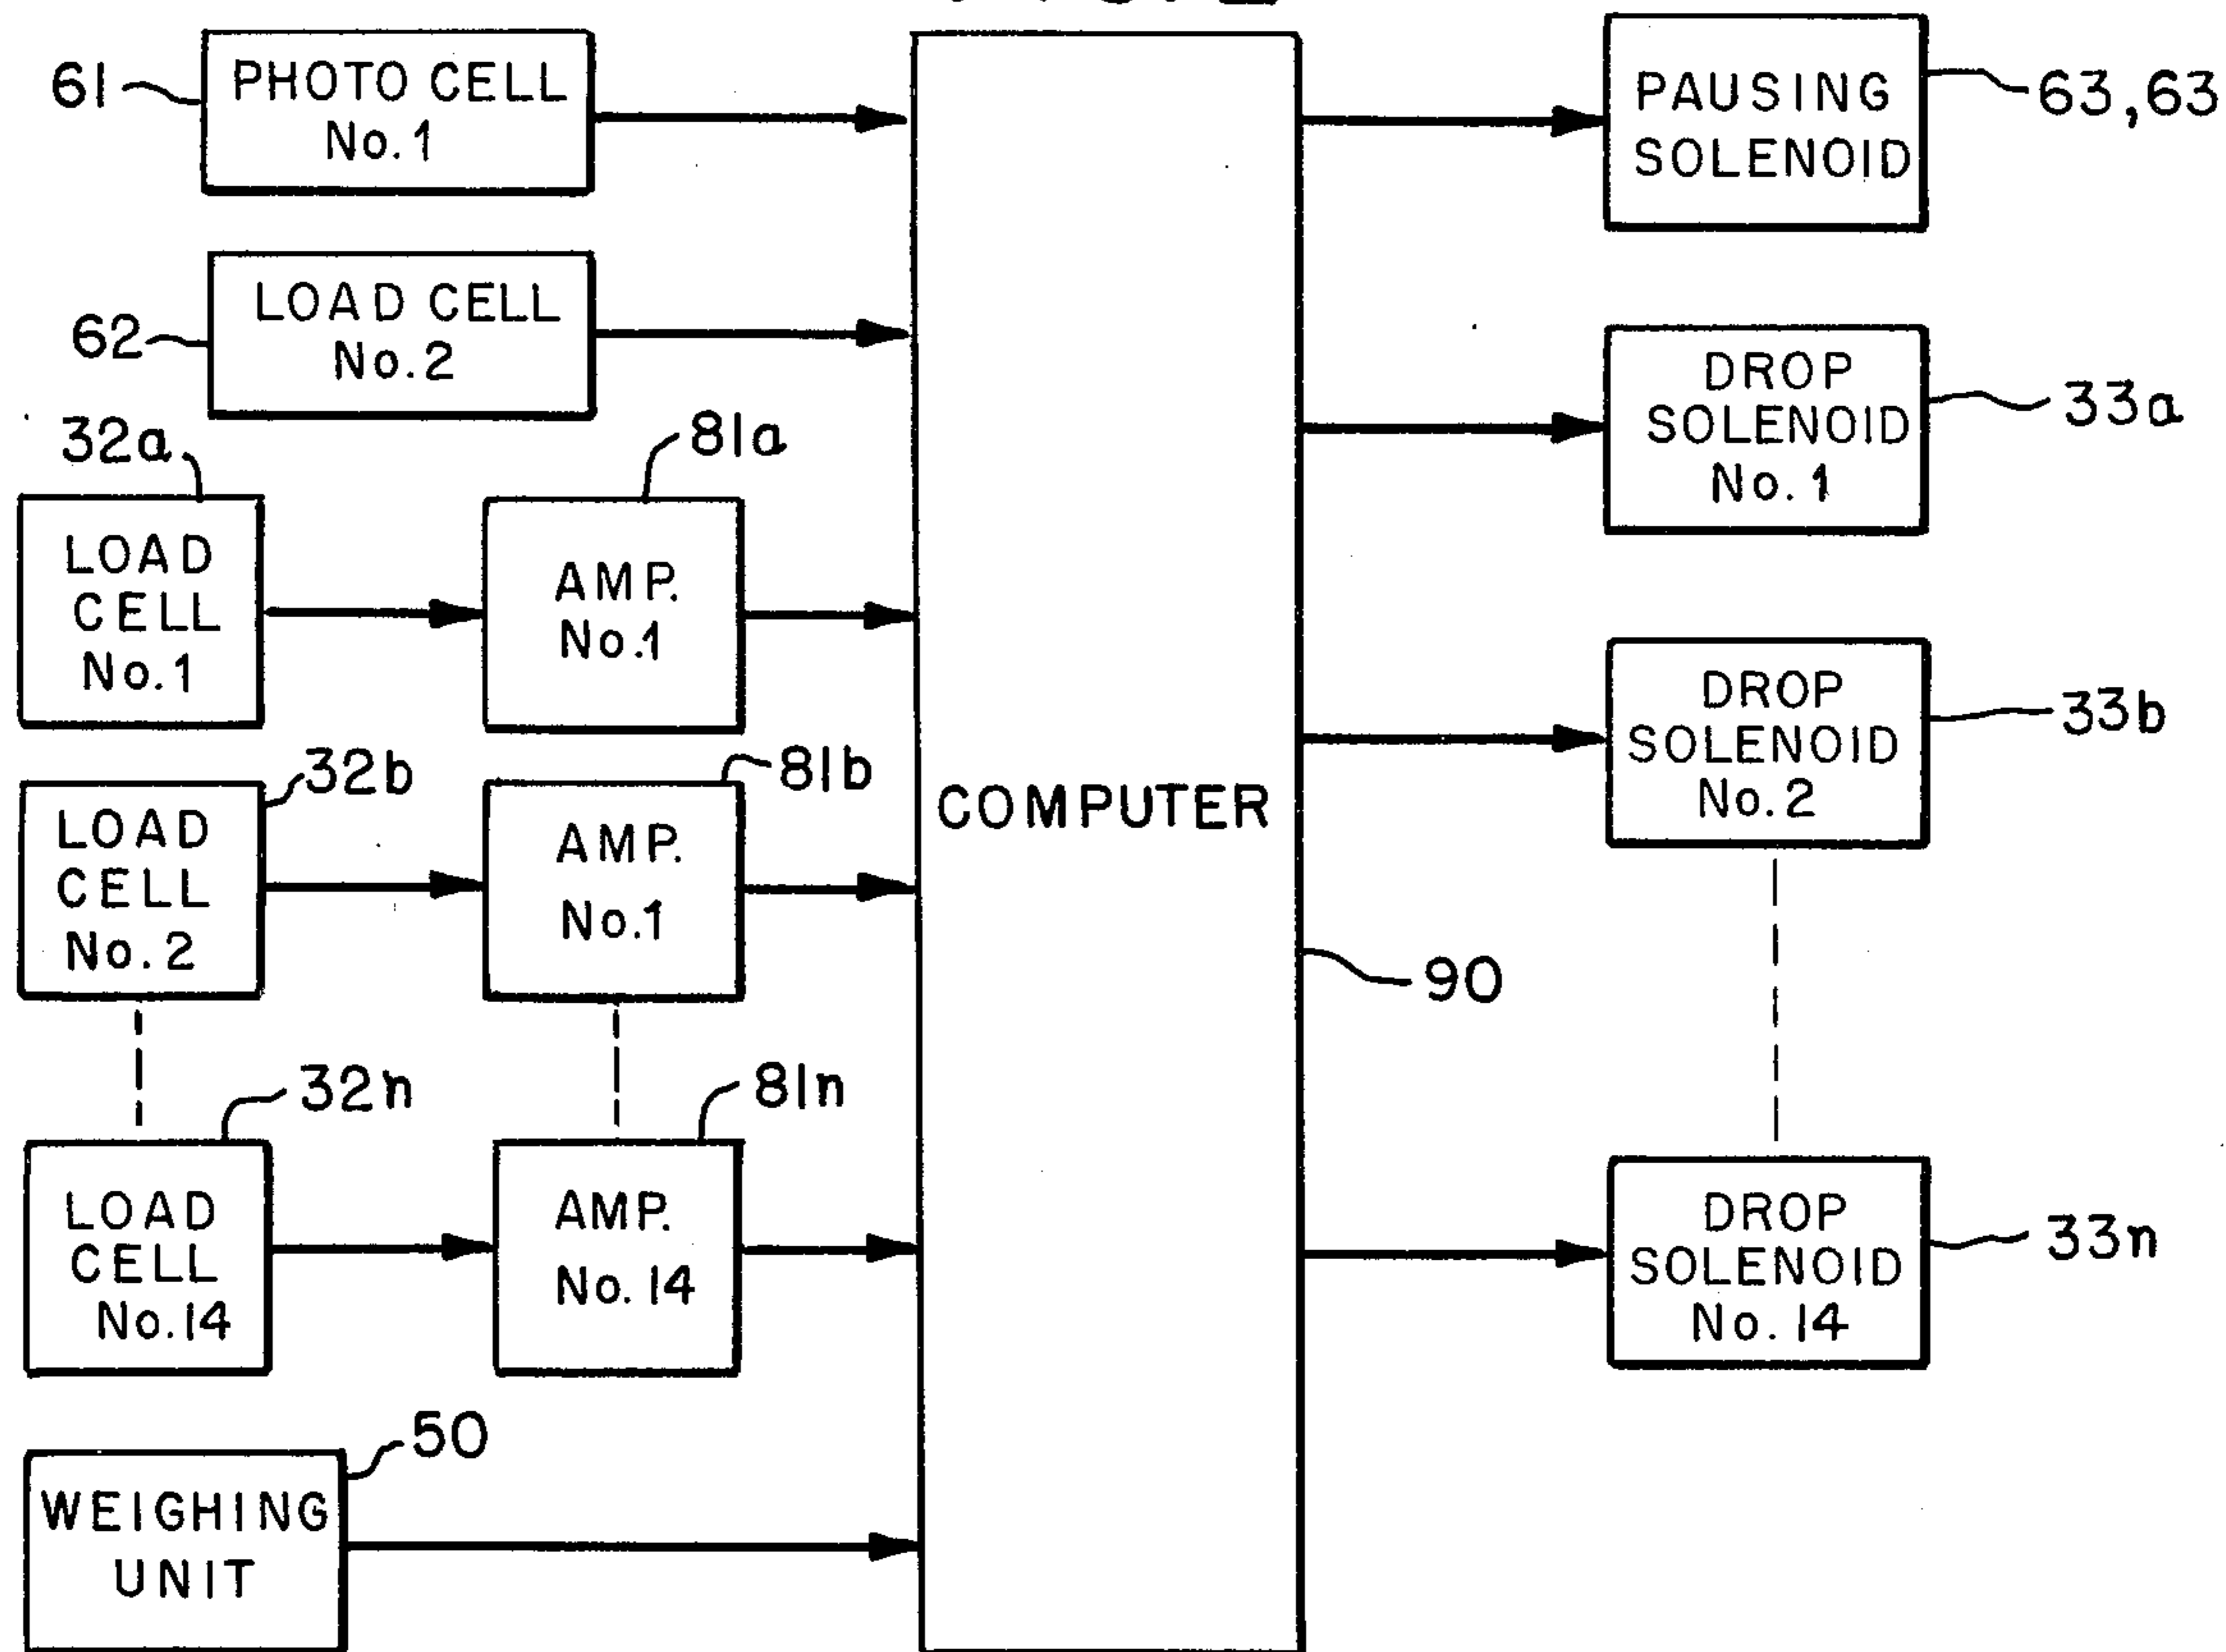 61
PHOTO CELL
No. 1
62
LOAD CELL
No. 2
32a
LOAD
CELL
No. 1
81a
AMP.
No. 1
32b
LOAD
CELL
No. 2
81b
AMP.
No. 1
32n
LOAD
CELL
No. 14
81n
AMP.
No. 14
50
WEIGHING
UNIT
COMPUTER
90
PAUSING
SOLENOID
63, 63
DROP
SOLENOID
No. 1
33a
DROP
SOLENOID
No. 2
33b
DROP
SOLENOID
No. 14
33n